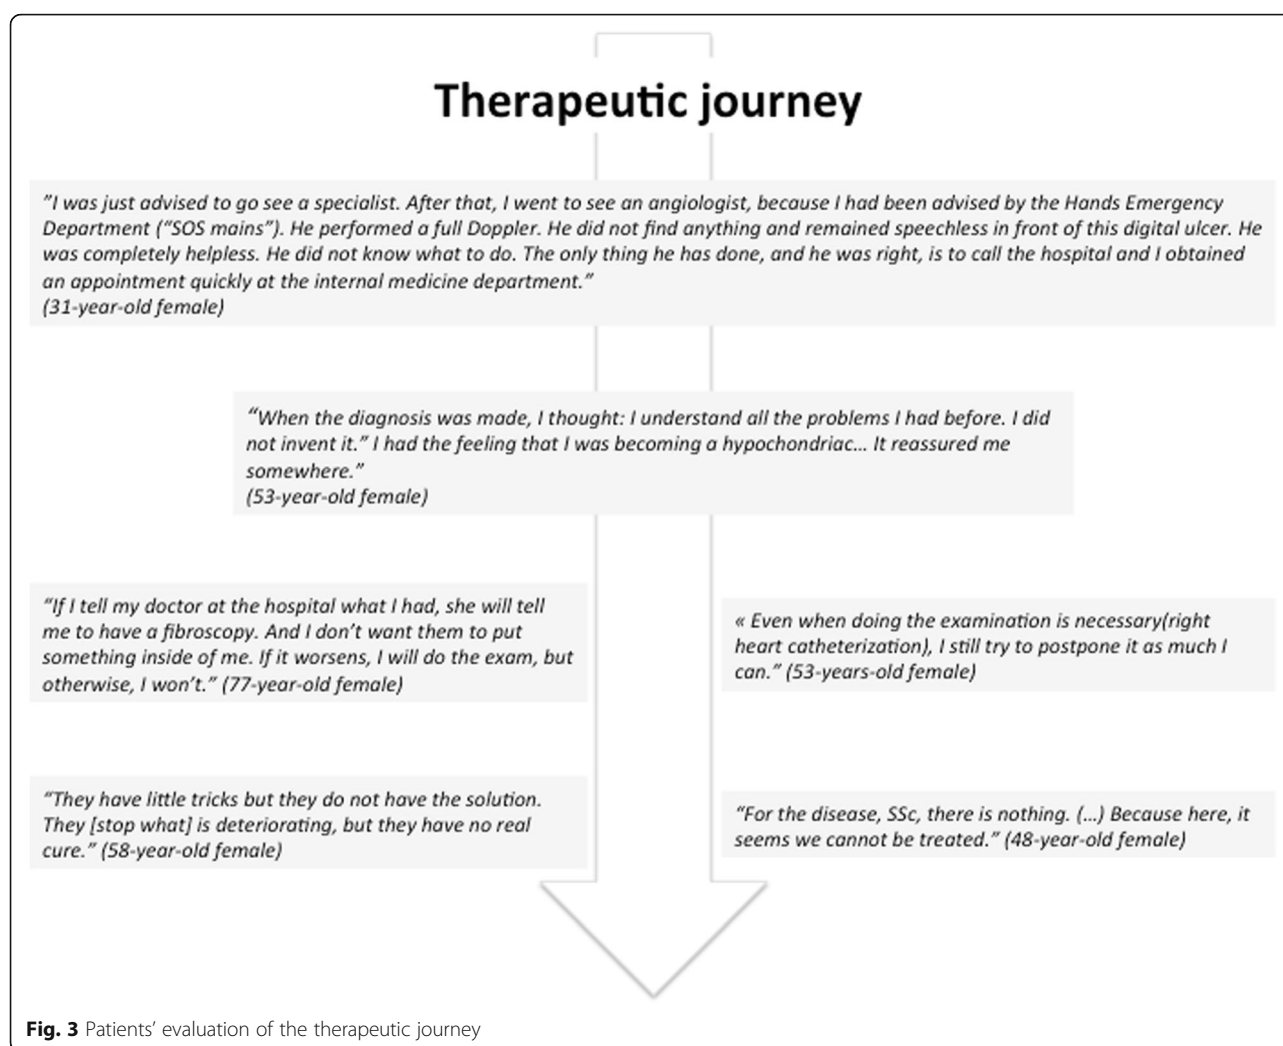 Therapeutic journey
"I was just advised to go see a specialist. After that, I went to see an angiologist, because I had been advised by the Hands Emergency
Department ("SOS mains"). He performed a full Doppler. He did not find anything and remained speechless in front of this digital ulcer. He
was completely helpless. He did not know what to do. The only thing he has done, and he was right, is to call the hospital and I obtained
an appointment quickly at the internal medicine department."
(31-year-old female)
"When the diagnosis was made, I thought: I understand all the problems I had before. I did
not invent it." I had the feeling that I was becoming a hypochondriac... It reassured me
somewhere."
(53-year-old female)
"If I tell my doctor at the hospital what I had, she will tell
me to have a fibroscopy. And I don't want them to put
something inside of me. If it worsens, I will do the exam, but
otherwise, I won't." (77-year-old female)
« Even when doing the examination is necessary(right
heart catheterization), I still try to postpone it as much I
can." (53-years-old female)
"They have little tricks but they do not have the solution.
They [stop what] is deteriorating, but they have no real
cure." (58-year-old female)
"For the disease, SSc, there is nothing. (...) Because here, it
seems we cannot be treated." (48-year-old female)
Fig. 3 Patients' evaluation of the therapeutic journey